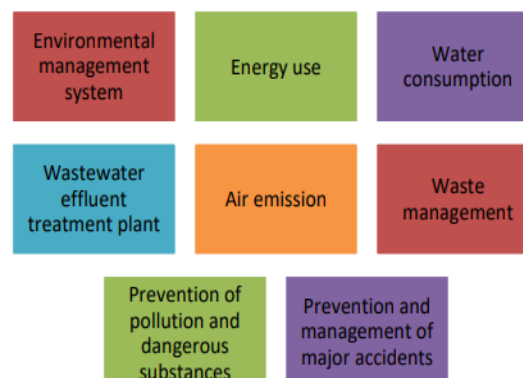 Environmental
management
system
Energy use
Water
consumption
Wastewater
effluent
treatment plant
Air emission
Waste
management
Prevention of
pollution and
dangerous
substances
Prevention and
management of
major accidents